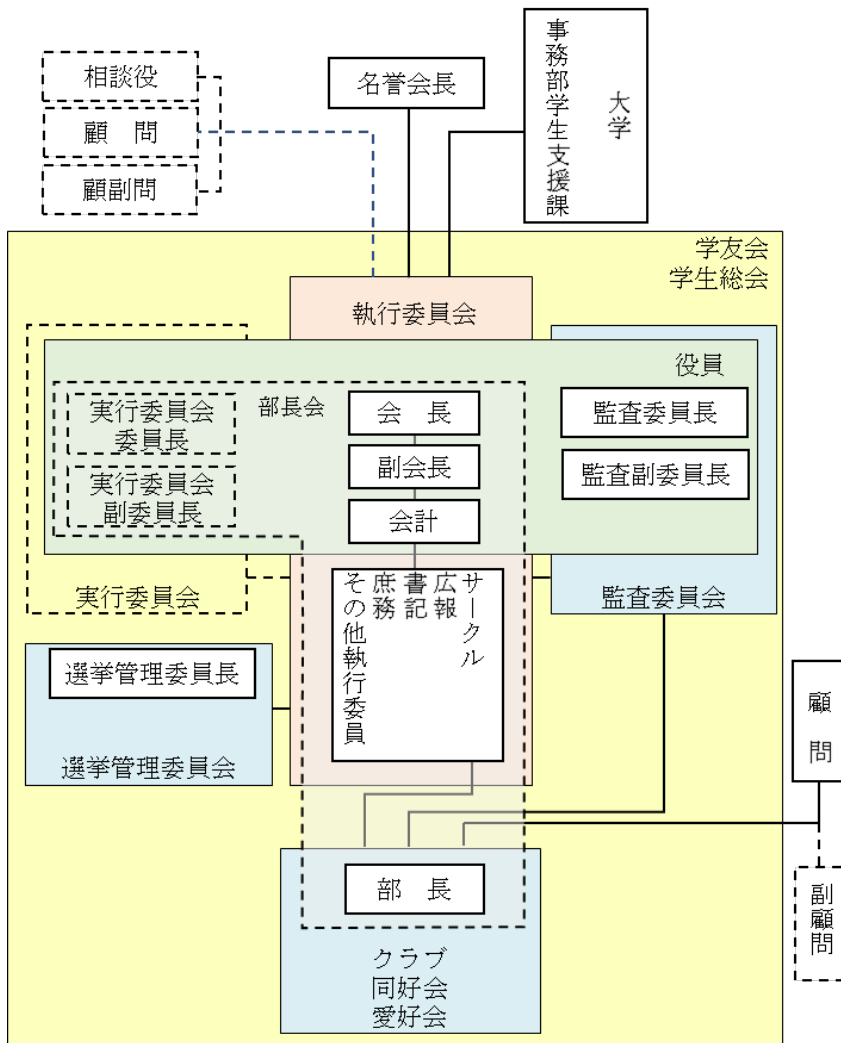 相談役
顧　問
顧副問
名誉会長
大学
事務部学生支援課
学友会
学生総会
執行委員会
役員
部長会
実行委員会
委員長
実行委員会
副委員長
会　長
副会長
会計
監査委員長
監査副委員長
実行委員会
監査委員会
サークル
広報
書記
庶務
その他執行委員
選挙管理委員長
選挙管理委員会
顧　問
副顧問
部　長
クラブ
同好会
愛好会